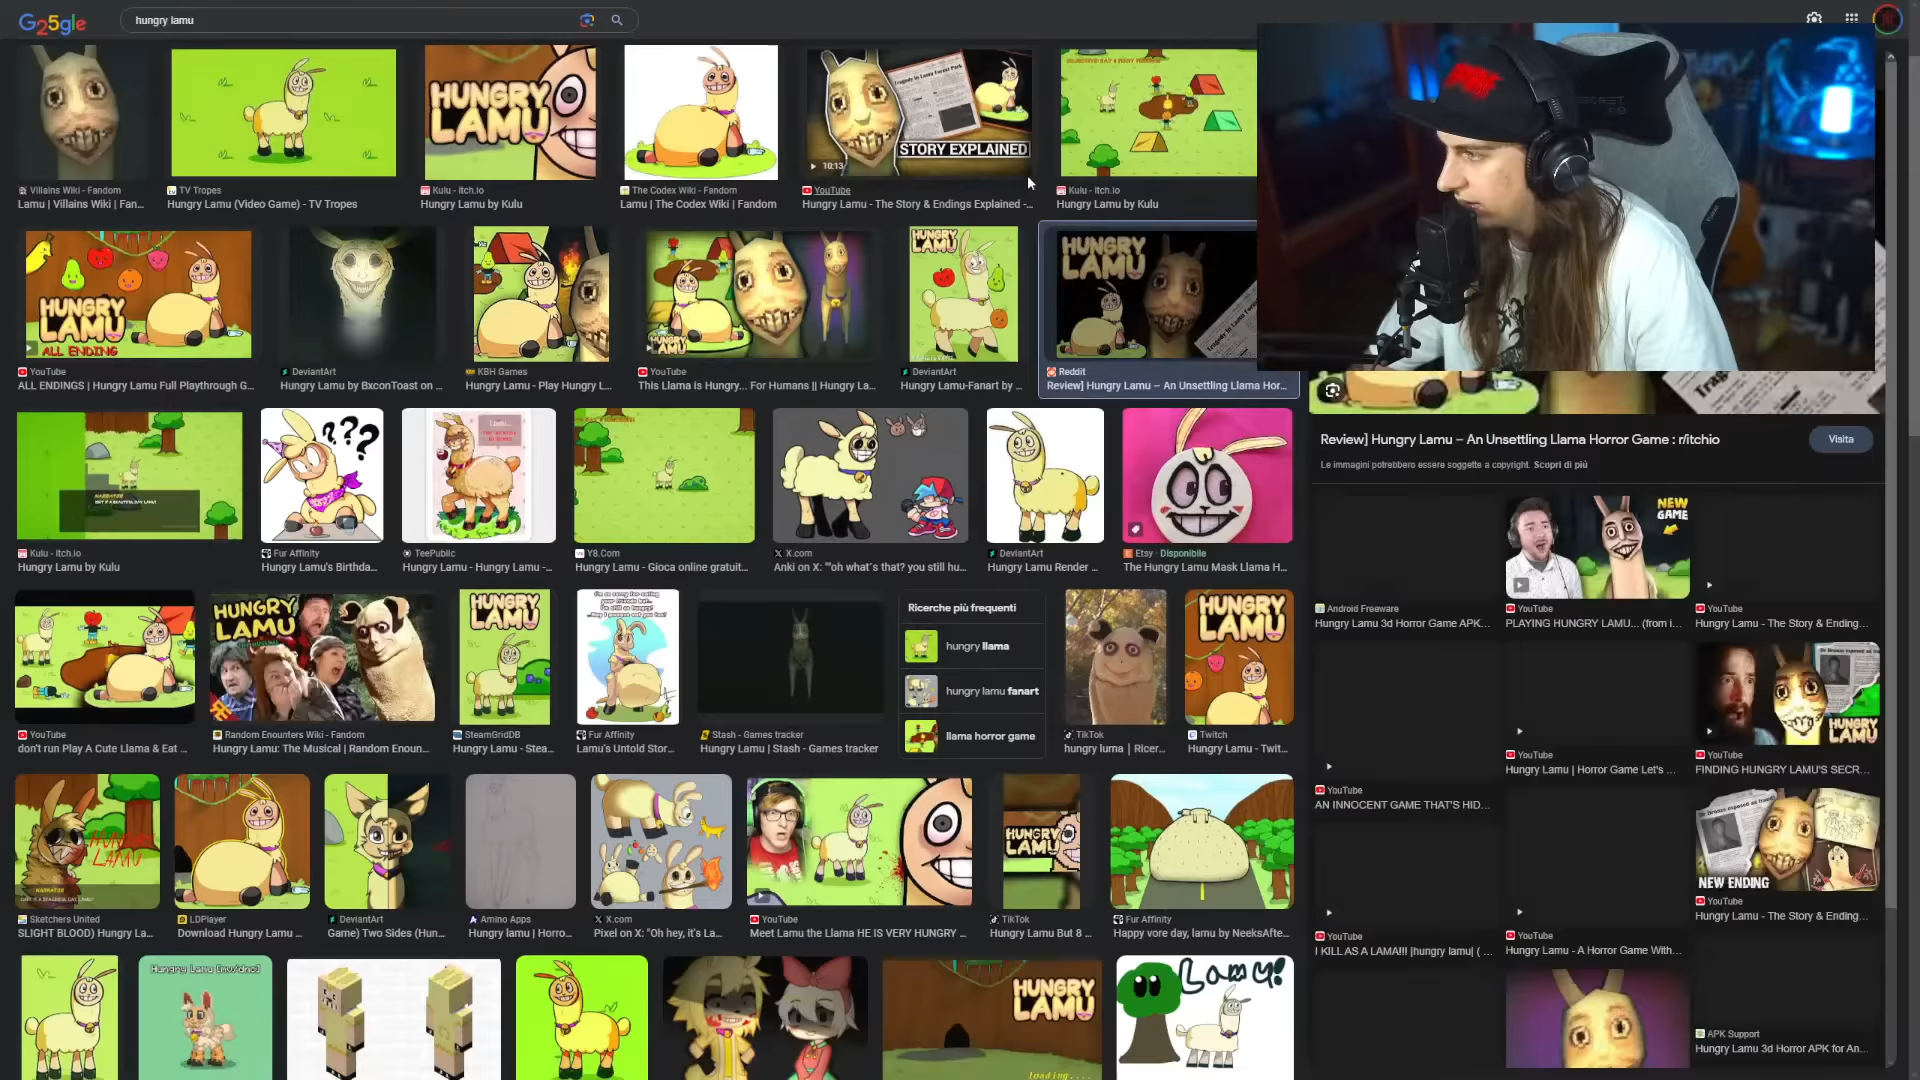 G25gle
hungry lamu
Villains Wiki - Fandom
Lamu | Villains Wiki | Fan...
TV Tropes
Hungry Lamu (Video Game) - TV Tropes
HUNGRY
LAMU
Kulu - Itch.io
Hungry Lamu by Kulu
The Codex Wiki - Fandom
Lamu | The Codex Wiki | Fandom
Tragedy in Lamu Forest Park
STORY EXPLAINED
10:13
YouTube
Hungry Lamu - The Story & Endings Explained -...
Kulu - Itch.io
Hungry Lamu by Kulu
HUNGRY
LAMU
ALL ENDING
YouTube
ALL ENDINGS | Hungry Lamu Full Playthrough G...
DeviantArt
Hungry Lamu by BxconToast on ...
KBH Games
Hungry Lamu - Play Hungry L...
HUNGRY
LAMU
YouTube
This Llama is Hungry... For Humans || Hungry La...
HUNGRY
LAMU
DeviantArt
Hungry Lamu-Fanart by ...
HUNGRY
LAMU
Reddit
Review] Hungry Lamu – An Unsettling Llama Hor...
Review] Hungry Lamu – An Unsettling Llama Horror Game : r/itchio
Visita
Le immagini potrebbero essere soggette a copyright. Scopri di più
NARRATOR
Kulu - Itch.io
Hungry Lamu by Kulu
???
Fur Affinity
Hungry Lamu's Birthda...
TeePublic
Hungry Lamu - Hungry Lamu -...
Y8.Com
Hungry Lamu - Gioca online gratuit...
X.com
Anki on X: "'oh what's that? you still hu...
DeviantArt
Hungry Lamu Render ...
Etsy · Disponibile
The Hungry Lamu Mask Llama H...
Android Freeware
Hungry Lamu 3d Horror Game APK...
NEW
GAME
YouTube
PLAYING HUNGRY LAMU... (from i...
YouTube
Hungry Lamu - The Story & Ending...
YouTube
don't run Play A Cute Llama & Eat ...
HUNGRY
LAMU
Random Encounters Wiki - Fandom
Hungry Lamu: The Musical | Random Enoun...
HUNGRY
LAMU
SteamGridDB
Hungry Lamu - Stea...
Fur Affinity
Lamu's Untold Stor...
Stash - Games tracker
Hungry Lamu | Stash - Games tracker
Ricerche più frequenti
hungry llama
hungry lamu fanart
llama horror game
TikTok
hungry luma | Ricer...
HUNGRY
LAMU
Twitch
Hungry Lamu - Twit...
YouTube
AN INNOCENT GAME THAT'S HID...
YouTube
Hungry Lamu | Horror Game Let's ...
HUNGRY
LAMU
YouTube
FINDING HUNGRY LAMU'S SECR...
NARRATOR
Sketchers United
SLIGHT BLOOD) Hungry La...
LDPlayer
Download Hungry Lamu ...
DeviantArt
Game) Two Sides (Hun...
Amino Apps
Hungry lamu | Horro...
X.com
Pixel on X: "Oh hey, it's La...
YouTube
Meet Lamu the Llama HE IS VERY HUNGRY ...
HUNGRY
LAMU
TikTok
Hungry Lamu But 8 ...
Fur Affinity
Happy vore day, lamu by NeeksAfte...
YouTube
I KILL AS A LAMA!!! |hungry lamu| ( ...
YouTube
Hungry Lamu - A Horror Game With...
NEW ENDING
YouTube
Hungry Lamu - The Story & Ending...
HUNGRY
LAMU
loading....
Lamu!
APK Support
Hungry Lamu 3d Horror APK for An...